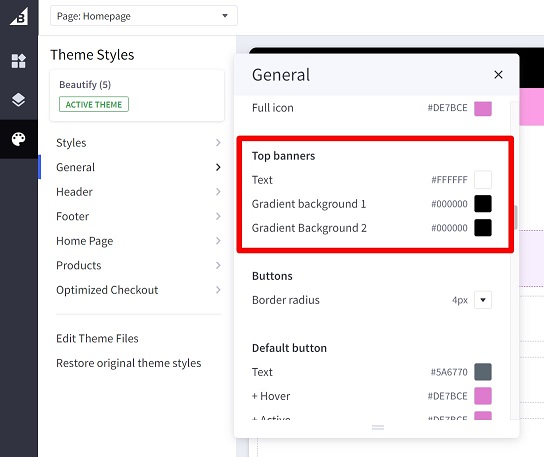 Page: Homepage
Theme Styles
Beautify (5)
ACTIVE THEME
Styles
General
Header
Footer
Home Page
Products
Optimized Checkout
Edit Theme Files
Restore original theme styles
General
Full icon #DE7BCE
Top banners
Text #FFFFFF
Gradient background 1 #000000
Gradient Background 2 #000000
Buttons
Border radius 4px
Default button
Text #5A6770
+ Hover #DE7BCE
+ Active #DE7BCE